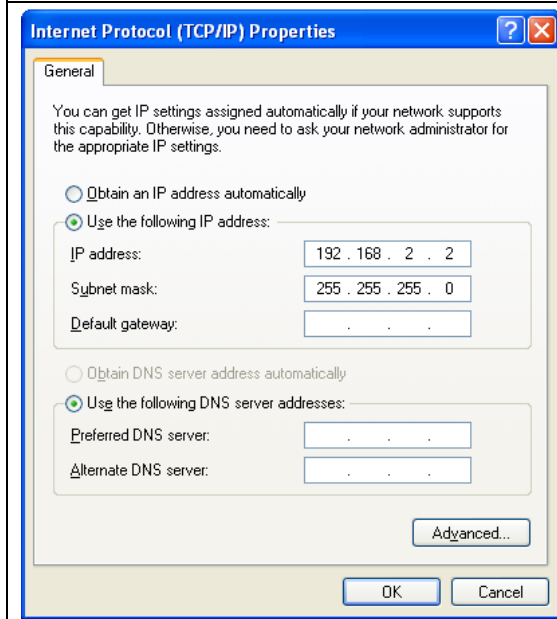 Internet Protocol (TCP/IP) Properties
General
You can get IP settings assigned automatically if your network supports
this capability. Otherwise, you need to ask your network administrator for
the appropriate IP settings.
Obtain an IP address automatically
Use the following IP address:
IP address: 192 . 168 . 2 . 2
Subnet mask: 255 . 255 . 255 . 0
Default gateway: . . .
Obtain DNS server address automatically
Use the following DNS server addresses:
Preferred DNS server: . . .
Alternate DNS server: . . .
Advanced...
OK Cancel